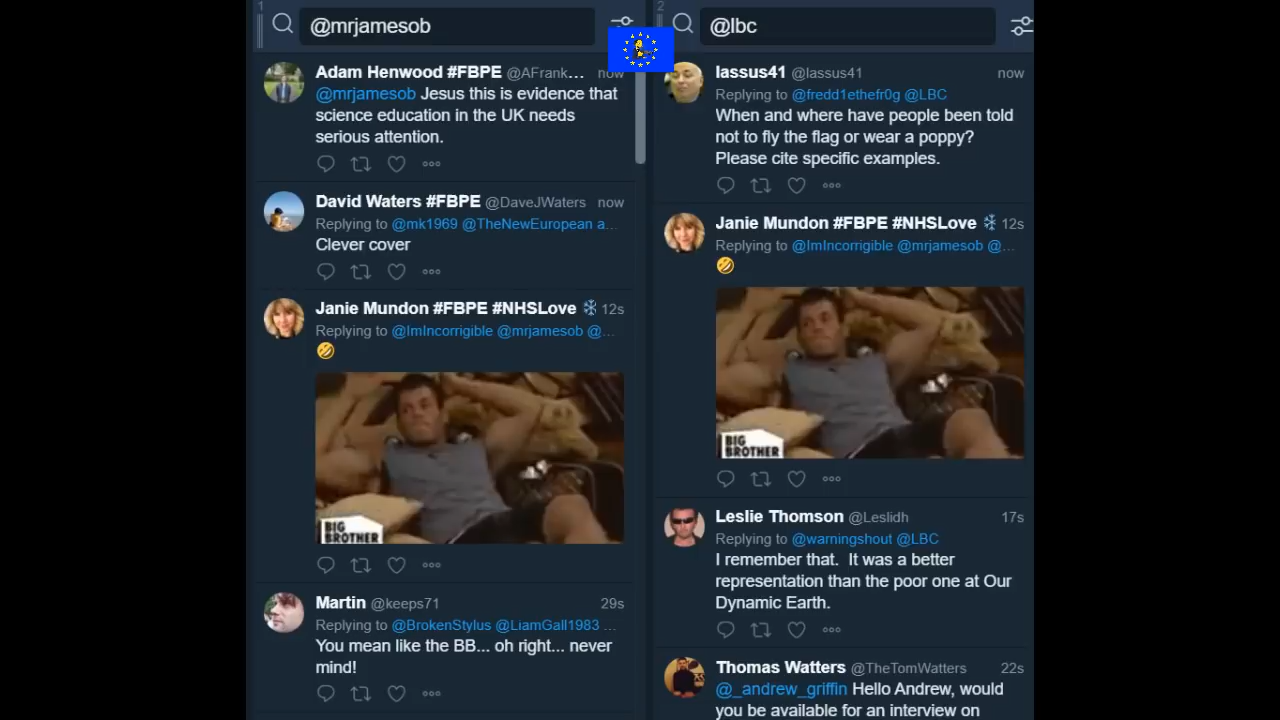 1
@mrjamesob
Adam Henwood #FBPE @AFrank... now
@mrjamesob Jesus this is evidence that
science education in the UK needs
serious attention.
David Waters #FBPE @DaveJWaters now
Replying to @mk1969 @TheNewEuropean a...
Clever cover
Janie Mundon #FBPE #NHSLove 12s
Replying to @ImIncorrigible @mrjamesob @...
BIG
BROTHER
Martin @keeps71 29s
Replying to @BrokenStylus @LiamGall1983 ...
You mean like the BB... oh right... never
mind!
2
@lbc
lassus41 @lassus41 now
Replying to @fredd1ethefr0g @LBC
When and where have people been told
not to fly the flag or wear a poppy?
Please cite specific examples.
Janie Mundon #FBPE #NHSLove 12s
Replying to @ImIncorrigible @mrjamesob @...
BIG
BROTHER
Leslie Thomson @Leslidh 17s
Replying to @warningshout @LBC
I remember that.  It was a better
representation than the poor one at Our
Dynamic Earth.
Thomas Watters @TheTomWatters 22s
@_andrew_griffin Hello Andrew, would
you be available for an interview on